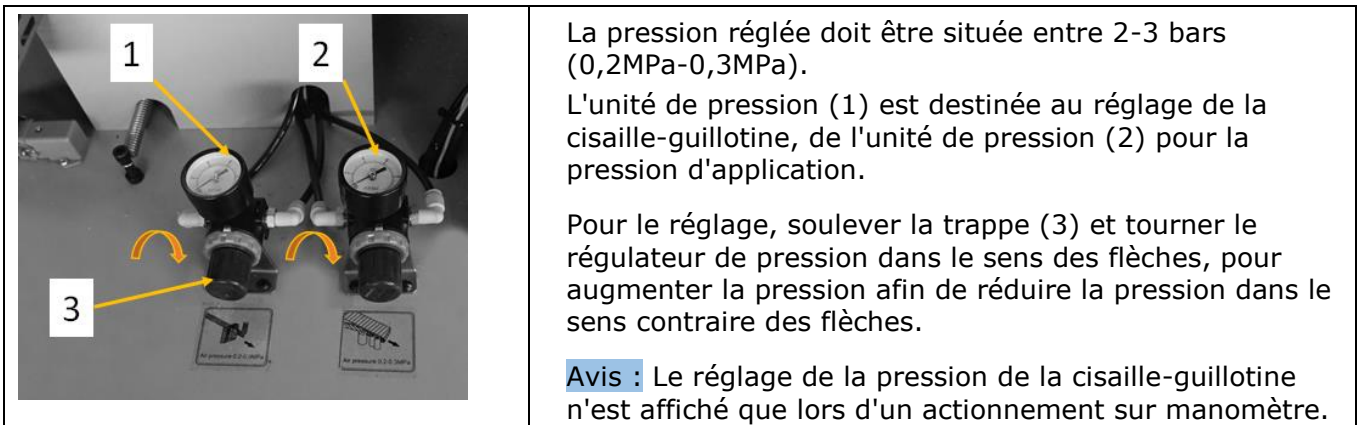 1
2
3
Air pressure 0.2-0.3MPa
Air pressure 0.2-0.3MPa
La pression réglée doit être située entre 2-3 bars
(0,2MPa-0,3MPa).
L'unité de pression (1) est destinée au réglage de la
cisaille-guillotine, de l'unité de pression (2) pour la
pression d'application.
Pour le réglage, soulever la trappe (3) et tourner le
régulateur de pression dans le sens des flèches, pour
augmenter la pression afin de réduire la pression dans le
sens contraire des flèches.
Avis : Le réglage de la pression de la cisaille-guillotine
n'est affiché que lors d'un actionnement sur manomètre.